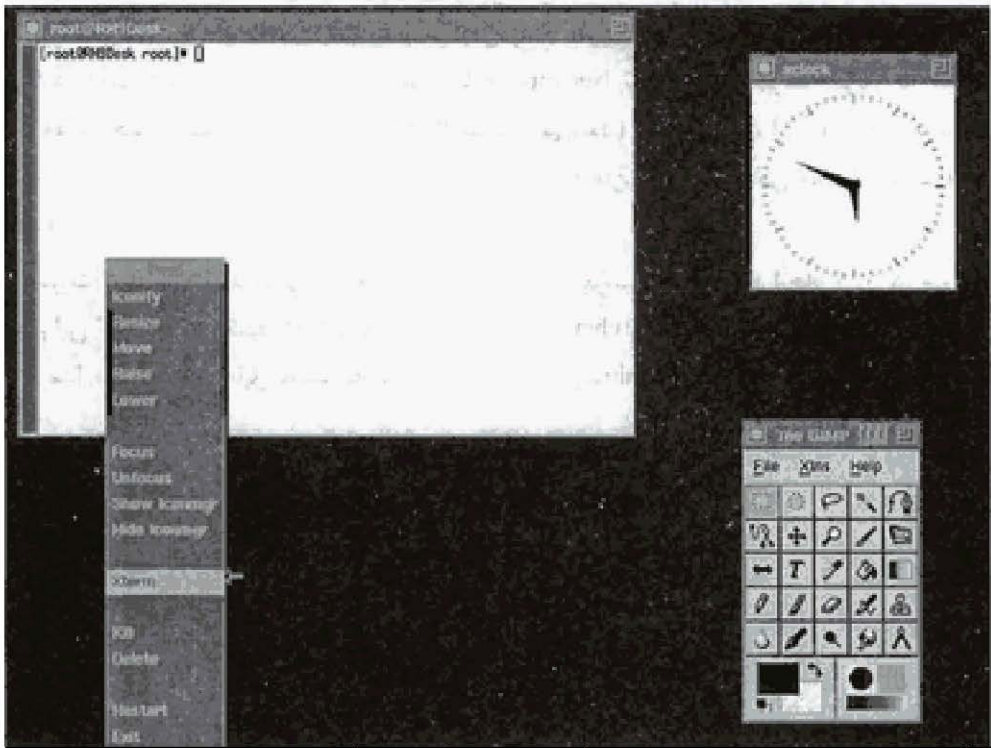 [root@RH9Desk root]#
xclock
Iconify
Resize
Move
Raise
Lower
Focus
Unfocus
Show Iconmgr
Hide Iconmgr
Xterm
Kill
Delete
Restart
Exit
The GIMP
File Xtns Help